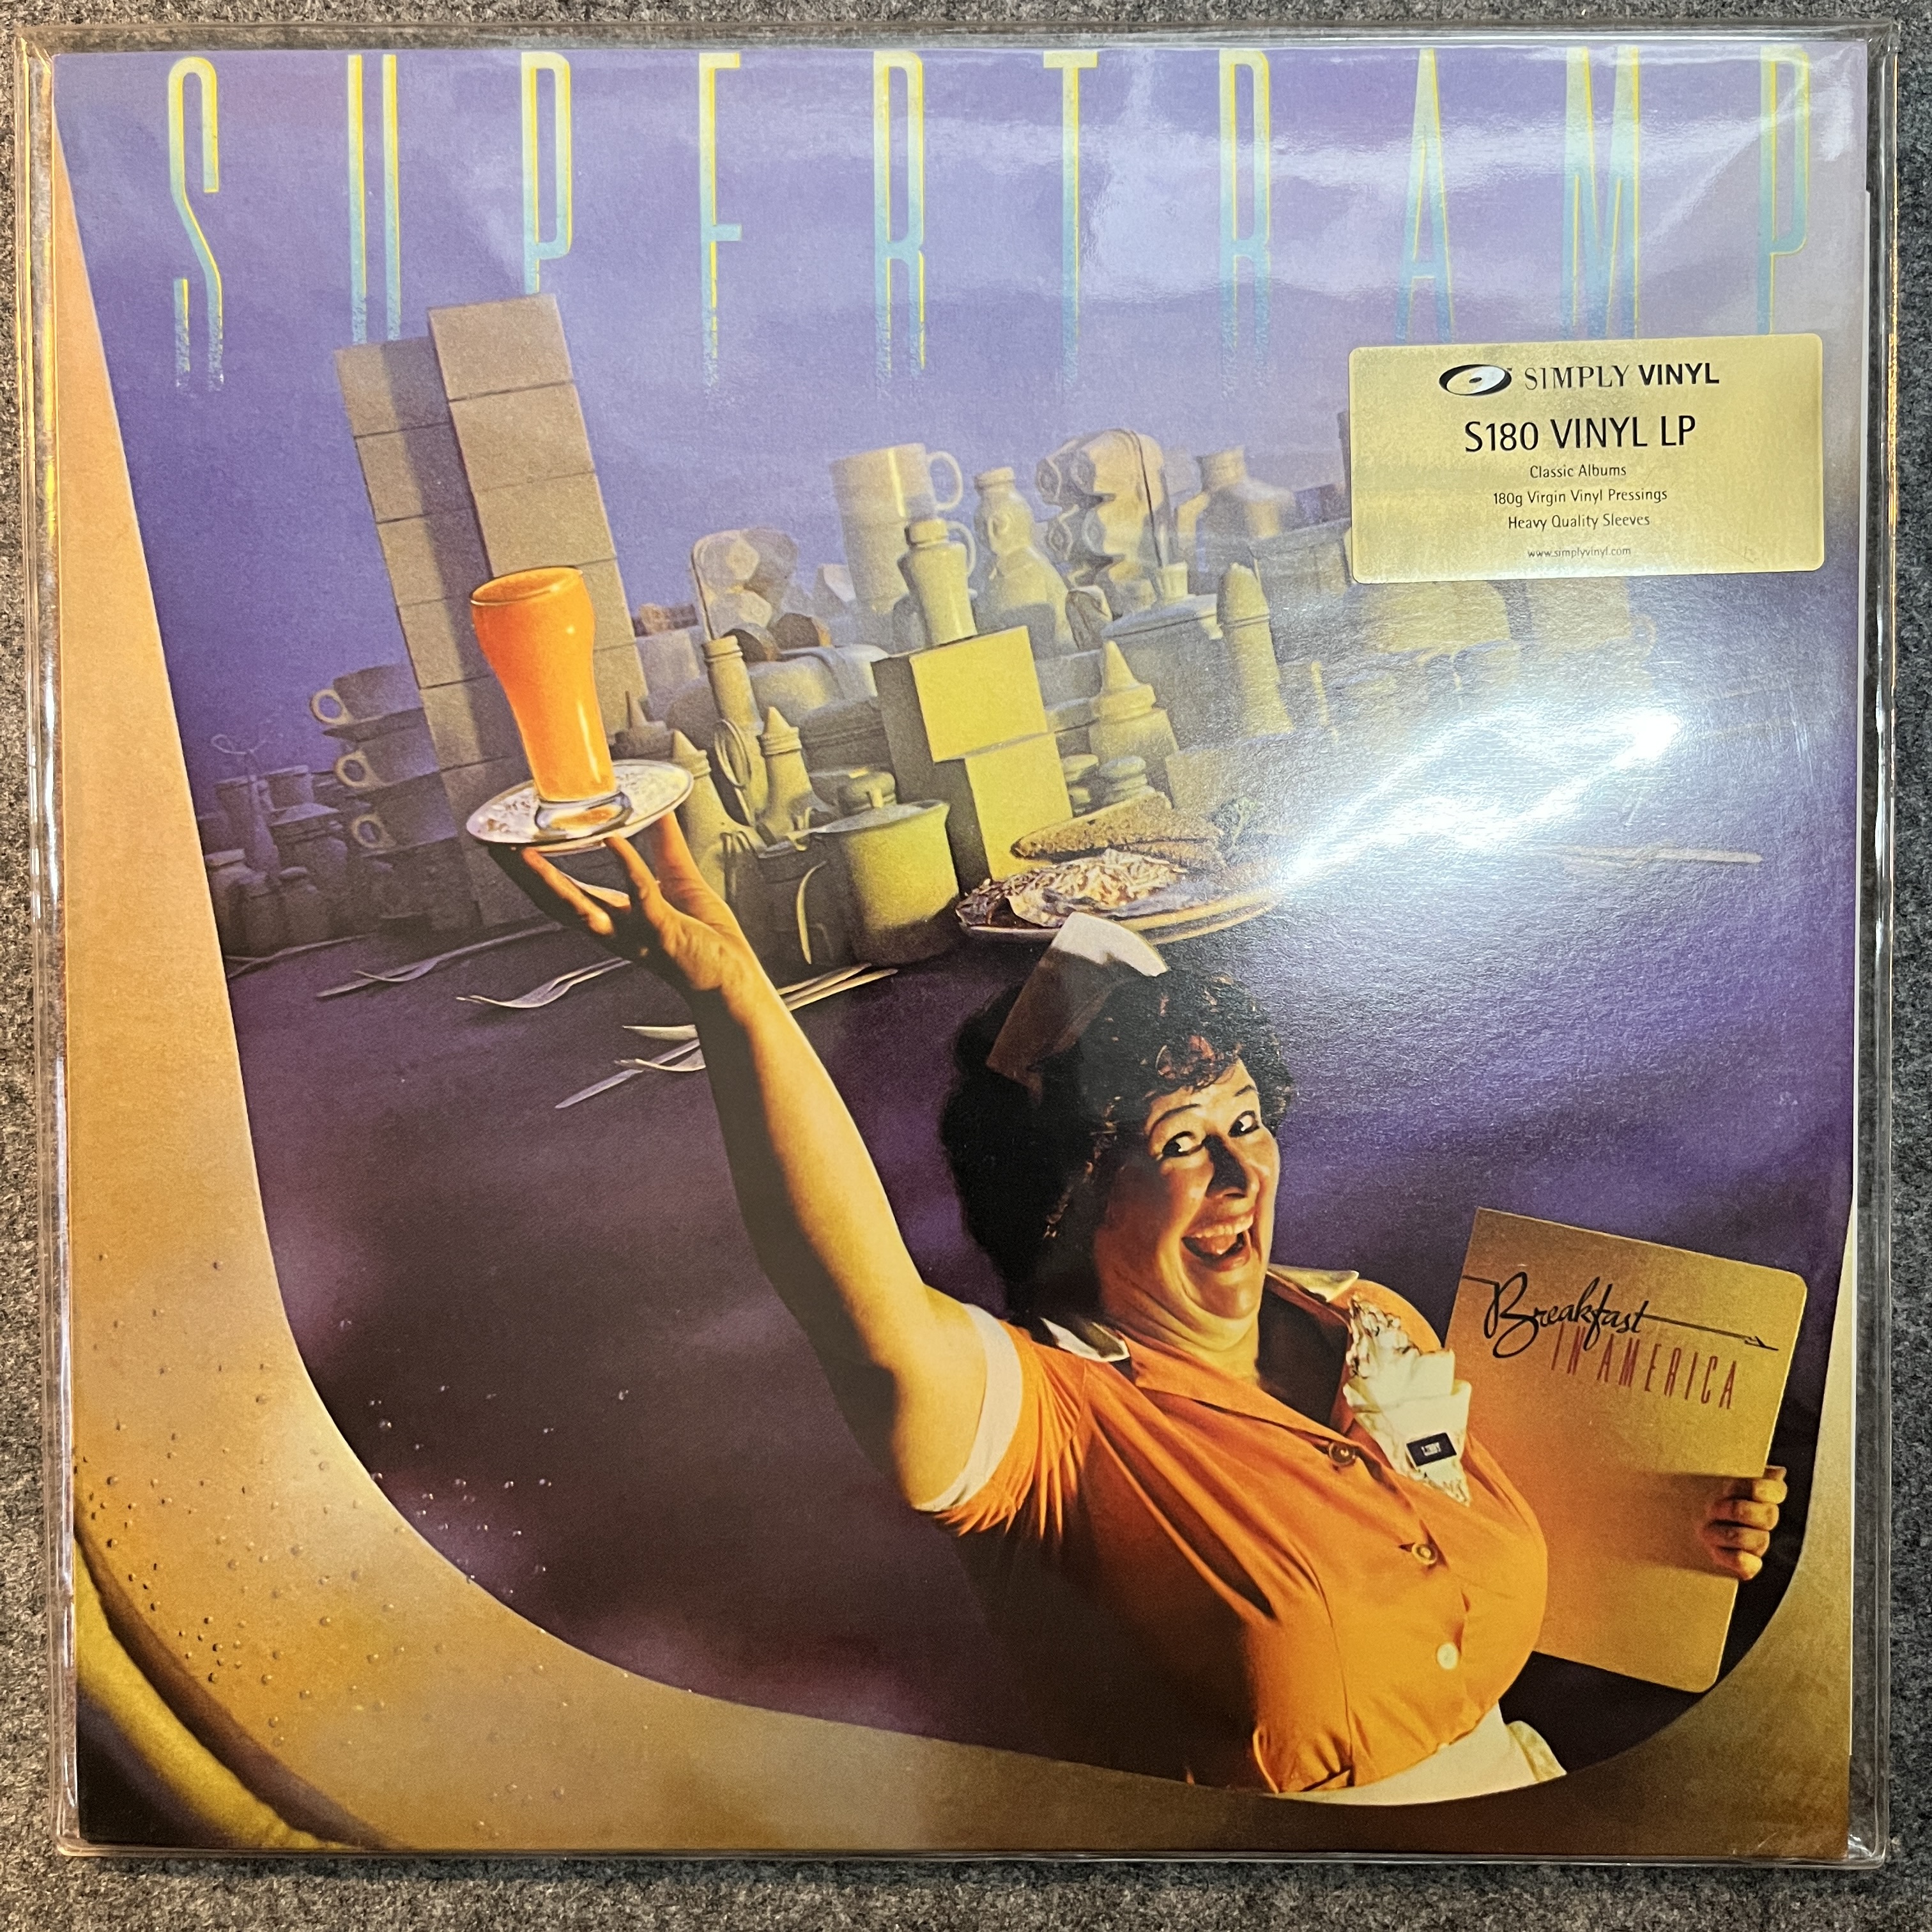 SUPERTRAMP
SIMPLY VINYL
S180 VINYL LP
Classic Albums
180g Virgin Vinyl Pressings
Heavy Quality Sleeves
www.simplyvinyl.com
Breakfast
IN AMERICA
LIBBY